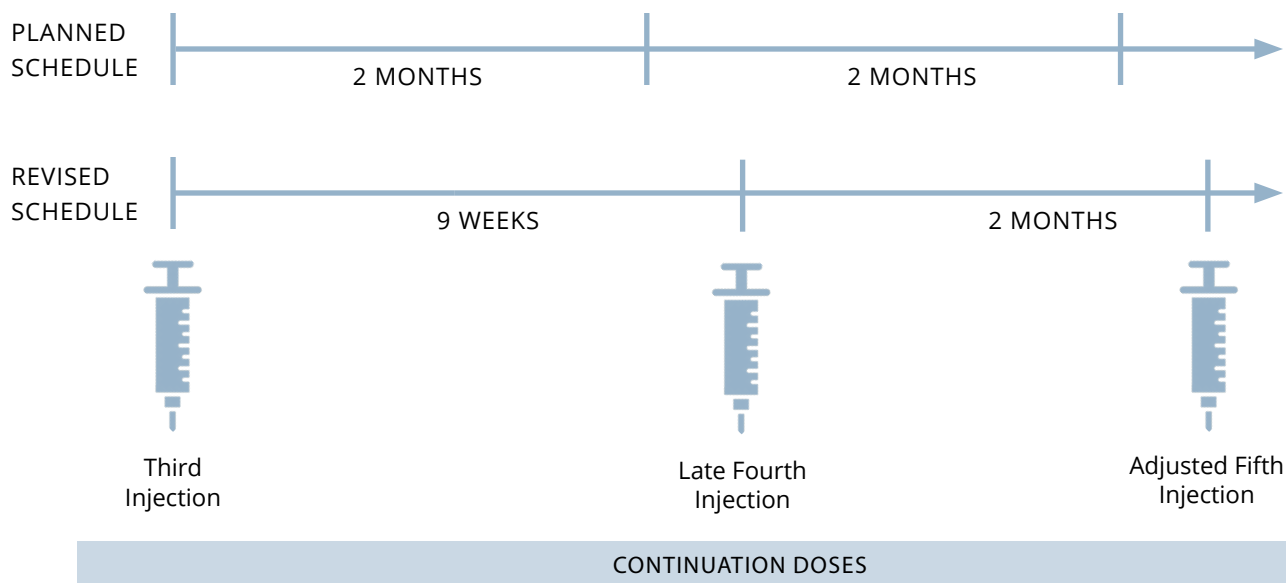 PLANNED
SCHEDULE
2 MONTHS
2 MONTHS
REVISED
SCHEDULE
9 WEEKS
2 MONTHS
Third
Injection
Late Fourth
Injection
Adjusted Fifth
Injection
CONTINUATION DOSES